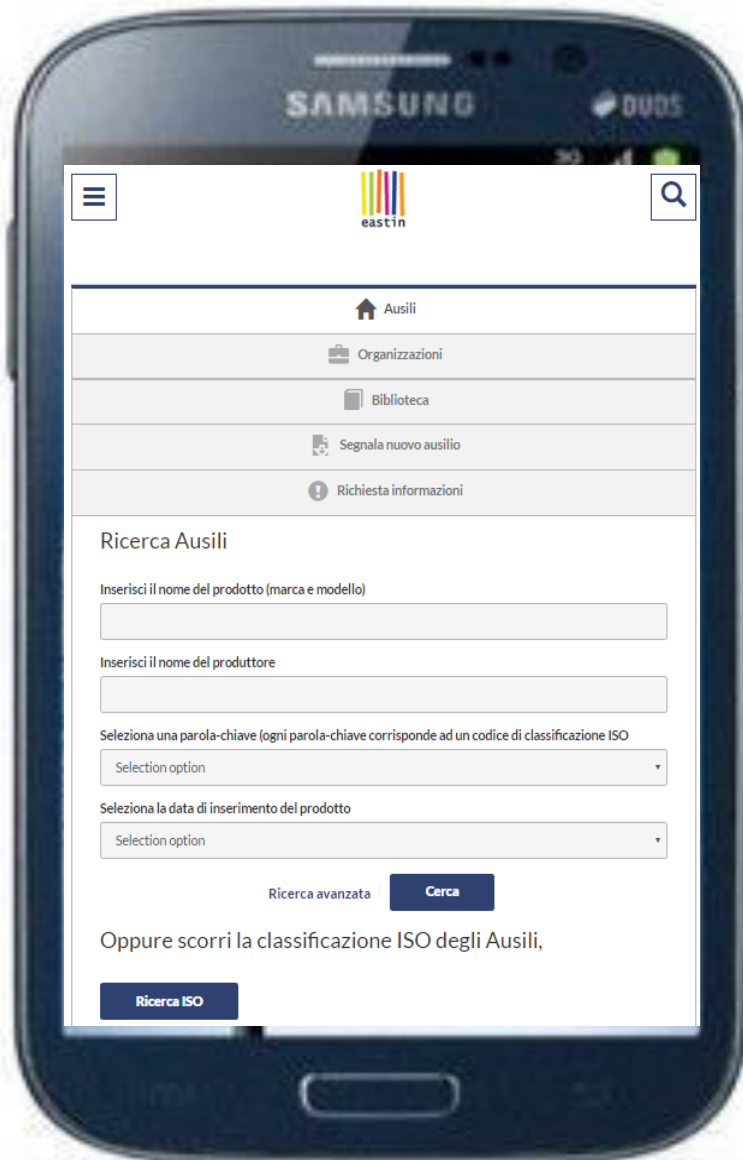 SAMSUNG
DUOS
3G
eastin
Ausili
Organizzazioni
Biblioteca
Segnala nuovo ausilio
Richiesta informazioni
Ricerca Ausili
Inserisci il nome del prodotto (marca e modello)
Inserisci il nome del produttore
Seleziona una parola-chiave (ogni parola-chiave corrisponde ad un codice di classificazione ISO
Selection option
Seleziona la data di inserimento del prodotto
Selection option
Ricerca avanzata Cerca
Oppure scorri la classificazione ISO degli Ausili,
Ricerca ISO